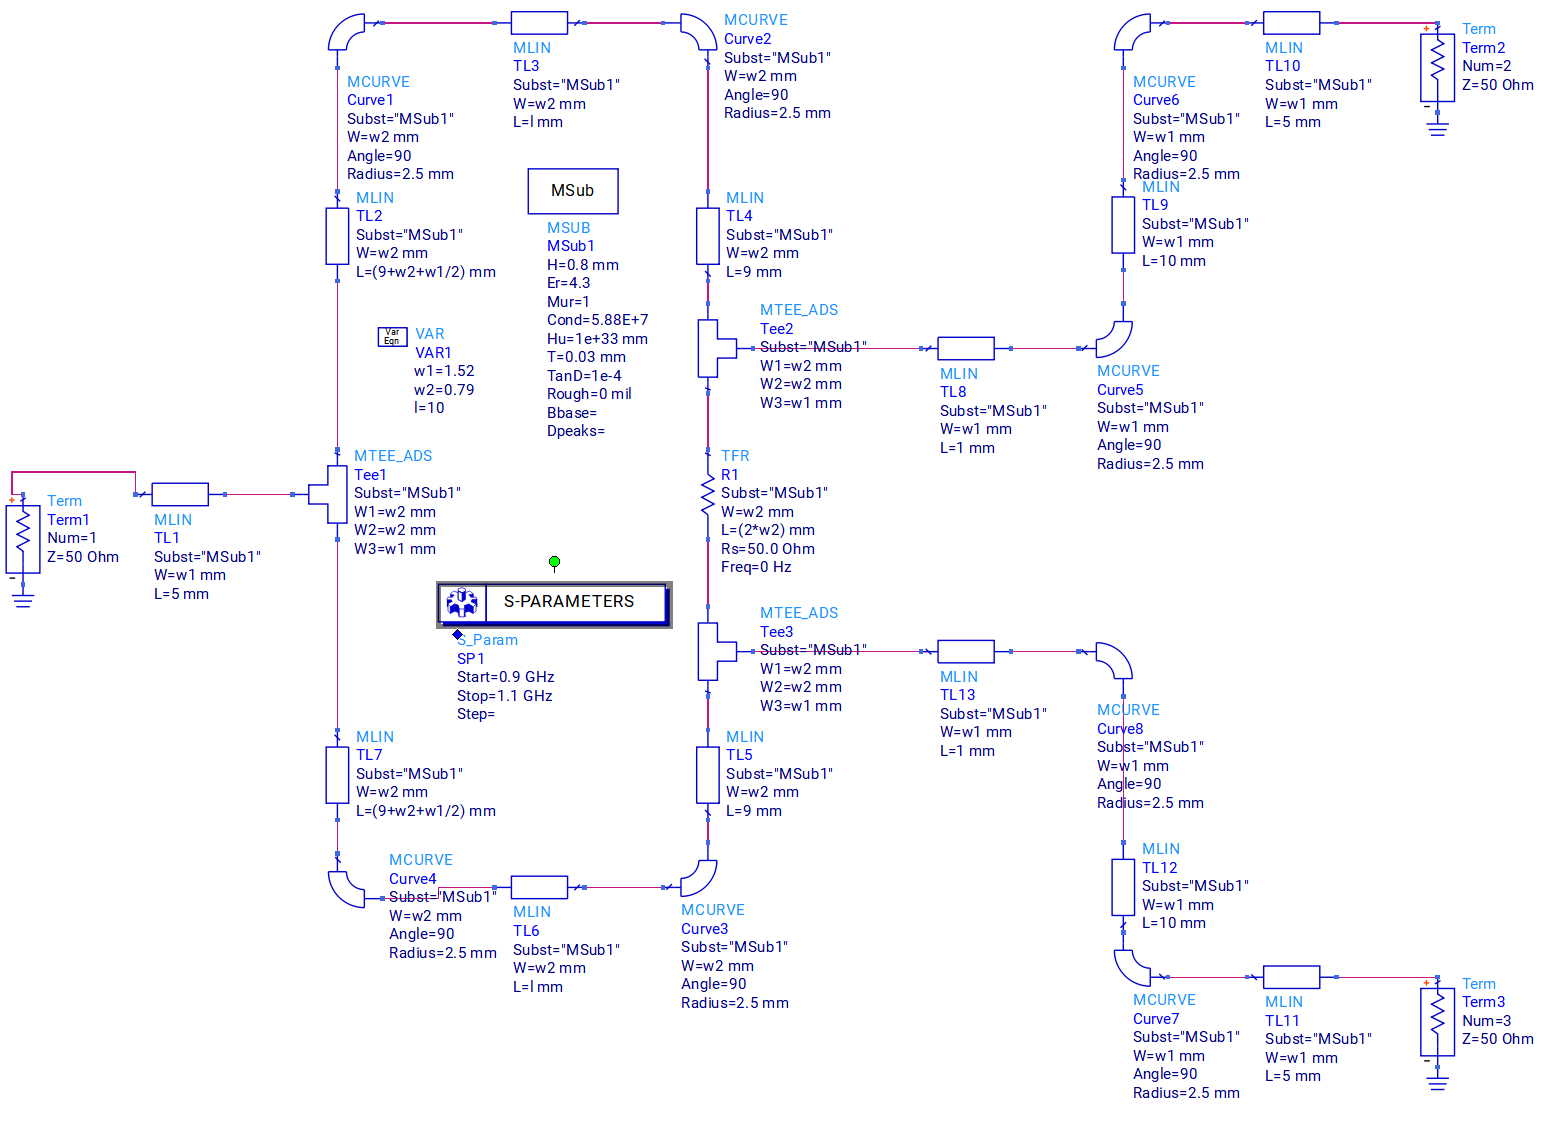 MCURVE
Curve1
Subst="MSub1"
W=w2 mm
Angle=90
Radius=2.5 mm
MLIN
TL3
Subst="MSub1"
W=w2 mm
L=l mm
MCURVE
Curve2
Subst="MSub1"
W=w2 mm
Angle=90
Radius=2.5 mm
MCURVE
Curve6
Subst="MSub1"
W=w1 mm
Angle=90
Radius=2.5 mm
MLIN
TL10
Subst="MSub1"
W=w1 mm
L=5 mm
+
Term
Term2
Num=2
Z=50 Ohm
-
MLIN
TL2
Subst="MSub1"
W=w2 mm
L=(9+w2+w1/2) mm
MSub
MSUB
MSub1
H=0.8 mm
Er=4.3
Mur=1
Cond=5.88E+7
Hu=1e+33 mm
T=0.03 mm
TanD=1e-4
Rough=0 mil
Bbase=
Dpeaks=
MLIN
TL4
Subst="MSub1"
W=w2 mm
L=9 mm
MLIN
TL9
Subst="MSub1"
W=w1 mm
L=10 mm
Var
Eqn
VAR
VAR1
w1=1.52
w2=0.79
l=10
MTEE_ADS
Tee2
Subst="MSub1"
W1=w2 mm
W2=w2 mm
W3=w1 mm
MLIN
TL8
Subst="MSub1"
W=w1 mm
L=1 mm
MCURVE
Curve5
Subst="MSub1"
W=w1 mm
Angle=90
Radius=2.5 mm
+
Term
Term1
Num=1
Z=50 Ohm
-
MLIN
TL1
Subst="MSub1"
W=w1 mm
L=5 mm
MTEE_ADS
Tee1
Subst="MSub1"
W1=w2 mm
W2=w2 mm
W3=w1 mm
TFR
R1
Subst="MSub1"
W=w2 mm
L=(2*w2) mm
Rs=50.0 Ohm
Freq=0 Hz
S-PARAMETERS
S_Param
SP1
Start=0.9 GHz
Stop=1.1 GHz
Step=
MTEE_ADS
Tee3
Subst="MSub1"
W1=w2 mm
W2=w2 mm
W3=w1 mm
MLIN
TL13
Subst="MSub1"
W=w1 mm
L=1 mm
MCURVE
Curve8
Subst="MSub1"
W=w1 mm
Angle=90
Radius=2.5 mm
MLIN
TL7
Subst="MSub1"
W=w2 mm
L=(9+w2+w1/2) mm
MLIN
TL5
Subst="MSub1"
W=w2 mm
L=9 mm
MCURVE
Curve4
Subst="MSub1"
W=w2 mm
Angle=90
Radius=2.5 mm
MLIN
TL6
Subst="MSub1"
W=w2 mm
L=l mm
MCURVE
Curve3
Subst="MSub1"
W=w2 mm
Angle=90
Radius=2.5 mm
MLIN
TL12
Subst="MSub1"
W=w1 mm
L=10 mm
MCURVE
Curve7
Subst="MSub1"
W=w1 mm
Angle=90
Radius=2.5 mm
MLIN
TL11
Subst="MSub1"
W=w1 mm
L=5 mm
+
Term
Term3
Num=3
Z=50 Ohm
-